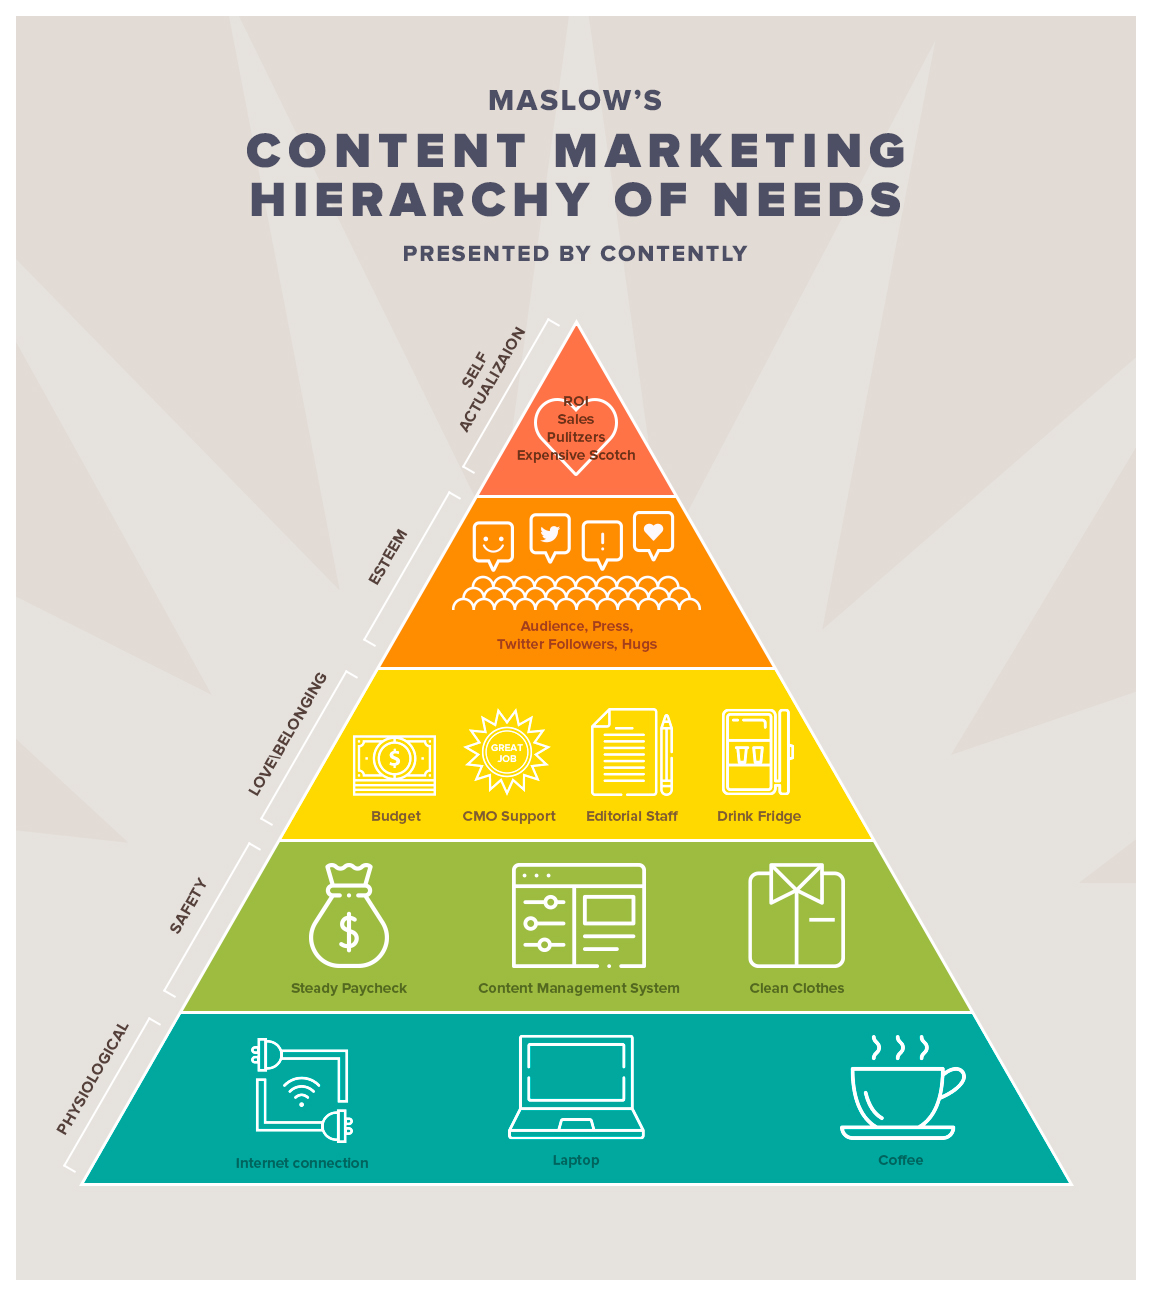 MASLOW'S
CONTENT MARKETING
HIERARCHY OF NEEDS
PRESENTED BY CONTENTLY
SELF
ACTUALIZAION
ROI
Sales
Pulitzers
Expensive Scotch
ESTEEM
!
Audience, Press,
Twitter Followers, Hugs
LOVE\BELONGING
$
GREAT
JOB
Budget
CMO Support
Editorial Staff
Drink Fridge
SAFETY
$
Steady Paycheck
Content Management System
Clean Clothes
PHYSIOLOGICAL
Internet connection
Laptop
Coffee